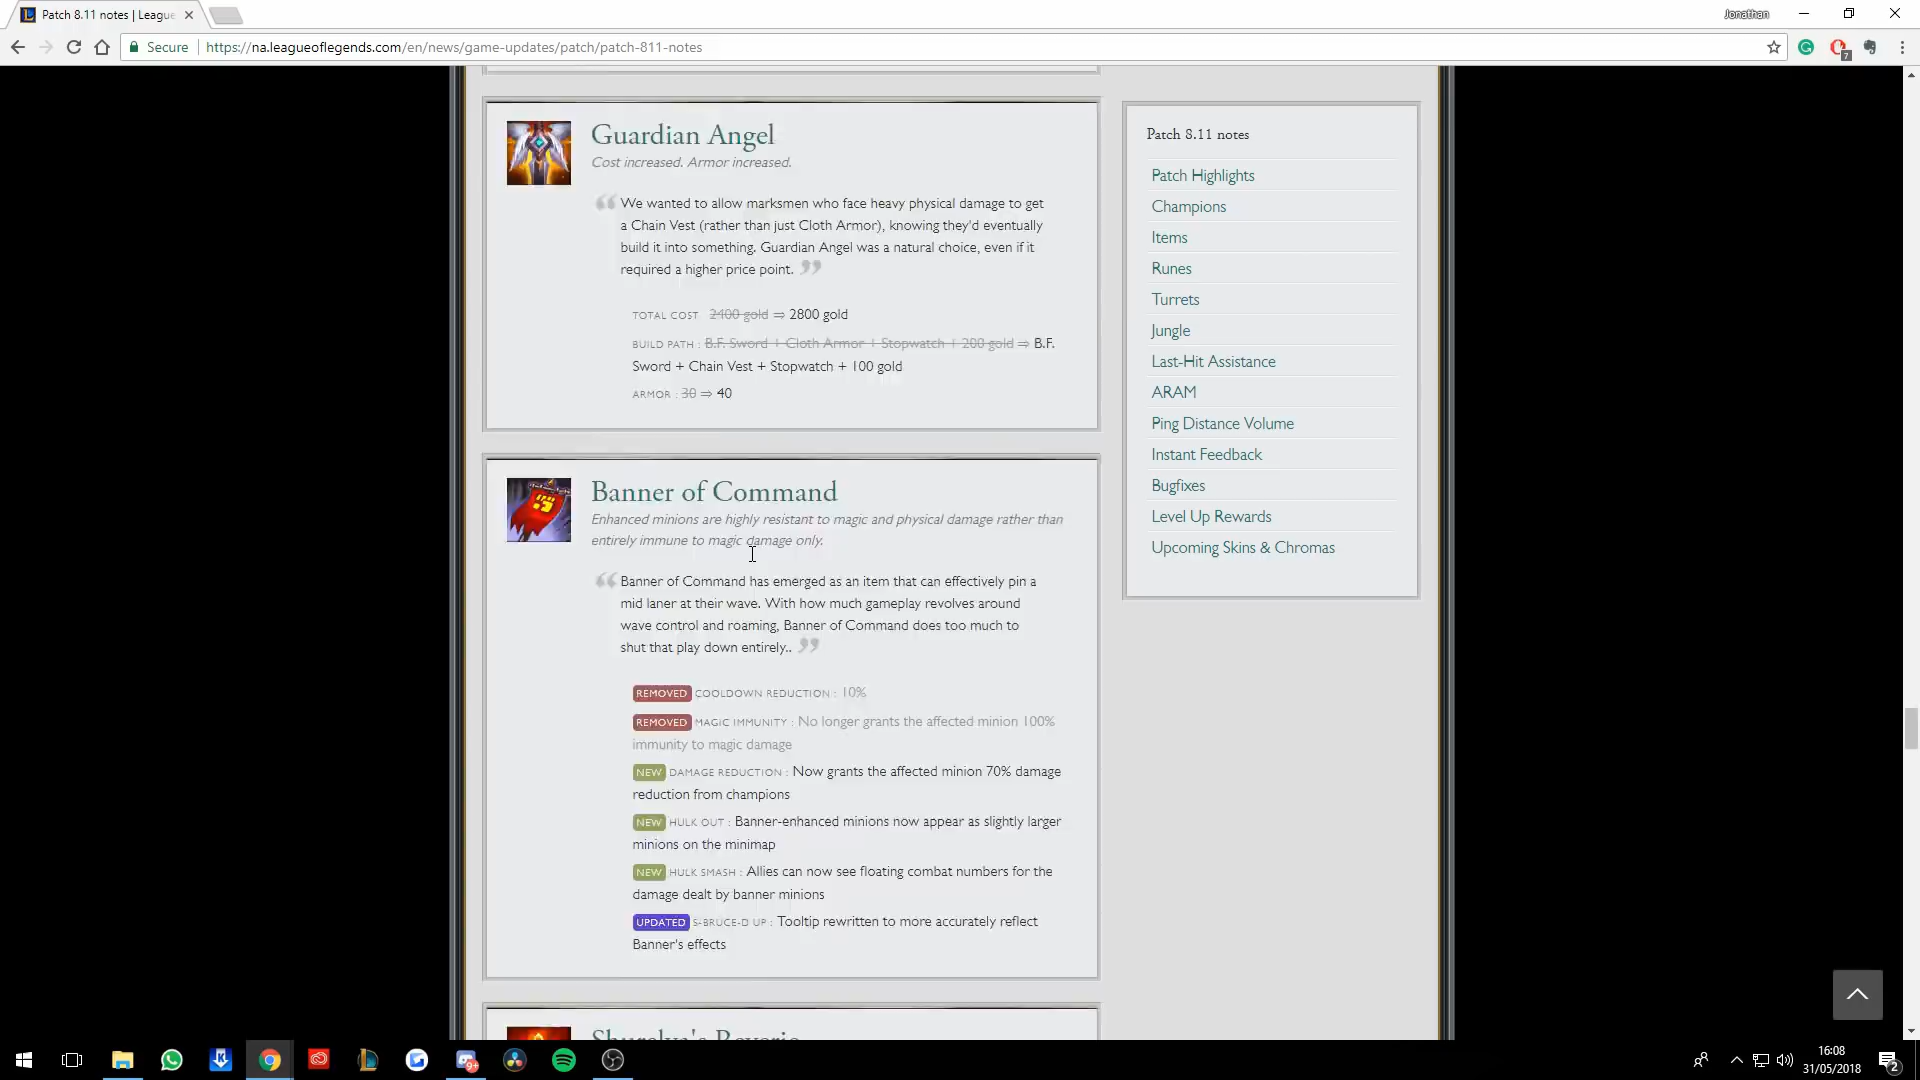 Patch 8.11 notes | League
Jonathan
Secure
https://na.leagueoflegends.com/en/news/game-updates/patch/patch-811-notes
7
Guardian Angel
Cost increased. Armor increased.
We wanted to allow marksmen who face heavy physical damage to get
a Chain Vest (rather than just Cloth Armor), knowing they'd eventually
build it into something. Guardian Angel was a natural choice, even if it
required a higher price point.
TOTAL COST 2400 gold ⇒ 2800 gold
BUILD PATH : B.F. Sword + Cloth Armor + Stopwatch + 200 gold ⇒ B.F.
Sword + Chain Vest + Stopwatch + 100 gold
ARMOR : 30 ⇒ 40
Banner of Command
Enhanced minions are highly resistant to magic and physical damage rather than
entirely immune to magic damage only.
Banner of Command has emerged as an item that can effectively pin a
mid laner at their wave. With how much gameplay revolves around
wave control and roaming, Banner of Command does too much to
shut that play down entirely..
REMOVED COOLDOWN REDUCTION : 10%
REMOVED MAGIC IMMUNITY : No longer grants the affected minion 100%
immunity to magic damage
NEW DAMAGE REDUCTION : Now grants the affected minion 70% damage
reduction from champions
NEW HULK OUT : Banner-enhanced minions now appear as slightly larger
minions on the minimap
NEW HULK SMASH : Allies can now see floating combat numbers for the
damage dealt by banner minions
UPDATED S-BRUCE-D UP : Tooltip rewritten to more accurately reflect
Banner's effects
Shurelya's Reverie
Patch 8.11 notes
Patch Highlights
Champions
Items
Runes
Turrets
Jungle
Last-Hit Assistance
ARAM
Ping Distance Volume
Instant Feedback
Bugfixes
Level Up Rewards
Upcoming Skins & Chromas
9+
16:08
31/05/2018
2